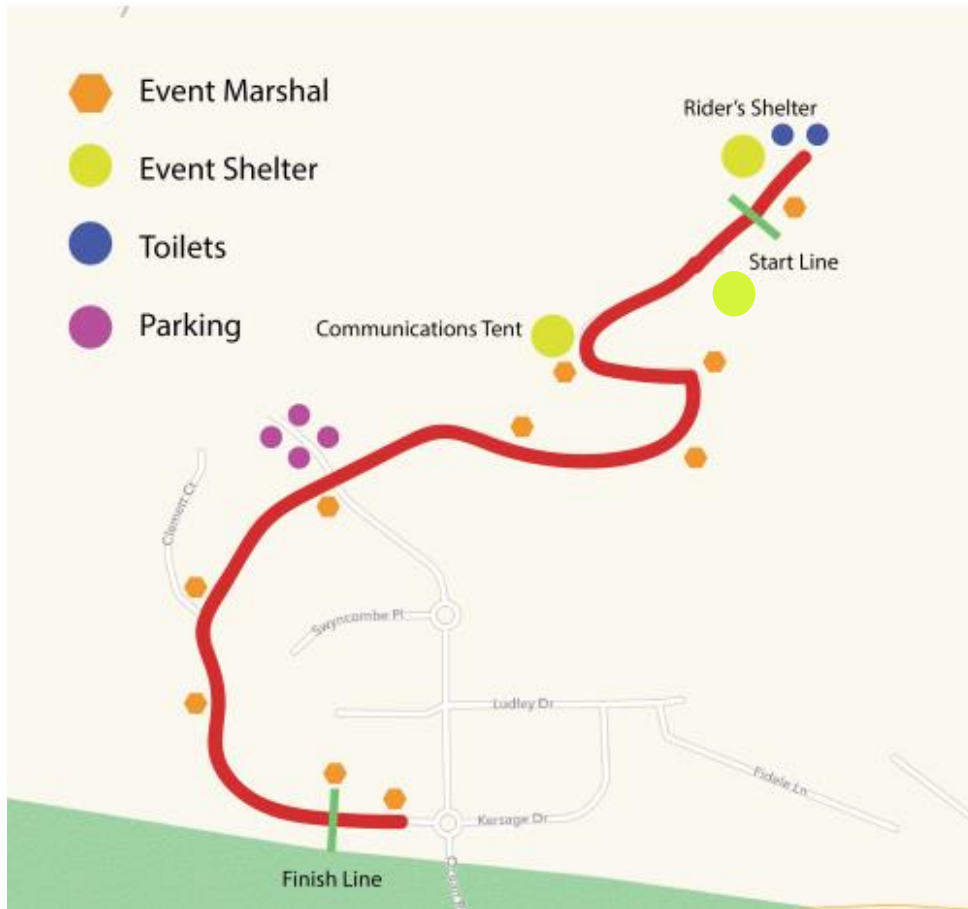 Event Marshal
Event Shelter
Toilets
Parking
Rider's Shelter
Start Line
Communications Tent
Clemett Ct
Swyncombe Pl
Ludley Dr
Fidele Ln
Kersage Dr
Finish Line